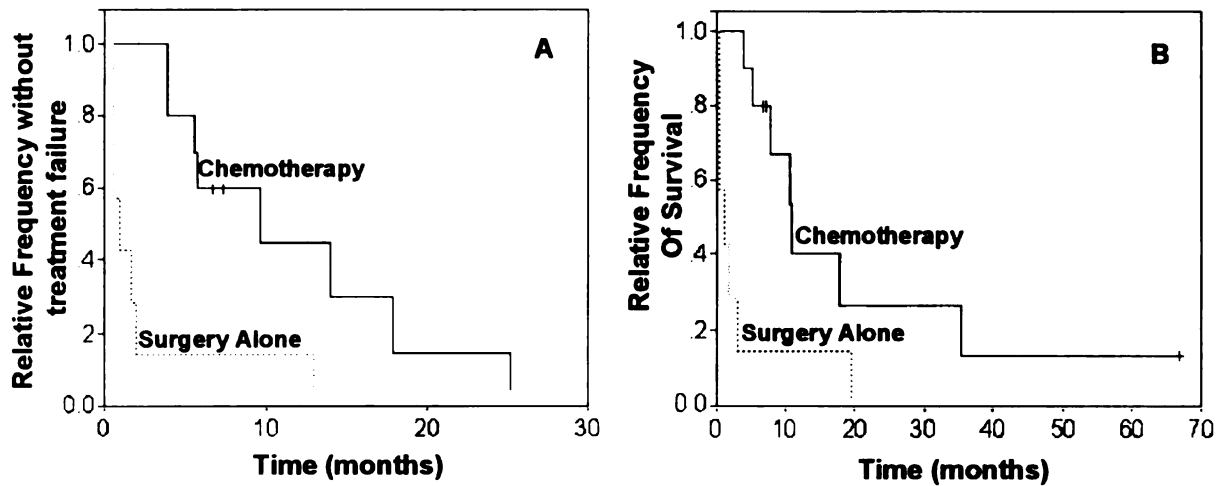 Relative Frequency without
treatment failure
1.0
.8
.6
.4
.2
0.0
A
Chemotherapy
Surgery Alone
0
10
20
30
Time (months)
Relative Frequency
Of Survival
1.0
.8
.6
.4
.2
0.0
B
Chemotherapy
Surgery Alone
0
10
20
30
40
50
60
70
Time (months)